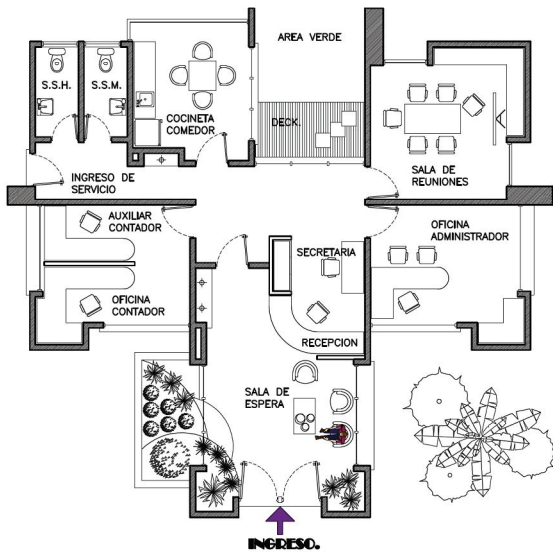 AREA VERDE
S.S.H.
S.S.M.
COCINETA
COMEDOR
DECK.
SALA DE
REUNIONES
INGRESO DE
SERVICIO
AUXILIAR
CONTADOR
OFICINA
ADMINISTRADOR
SECRETARIA
OFICINA
CONTADOR
RECEPCION
SALA DE
ESPERA
INGRESO.